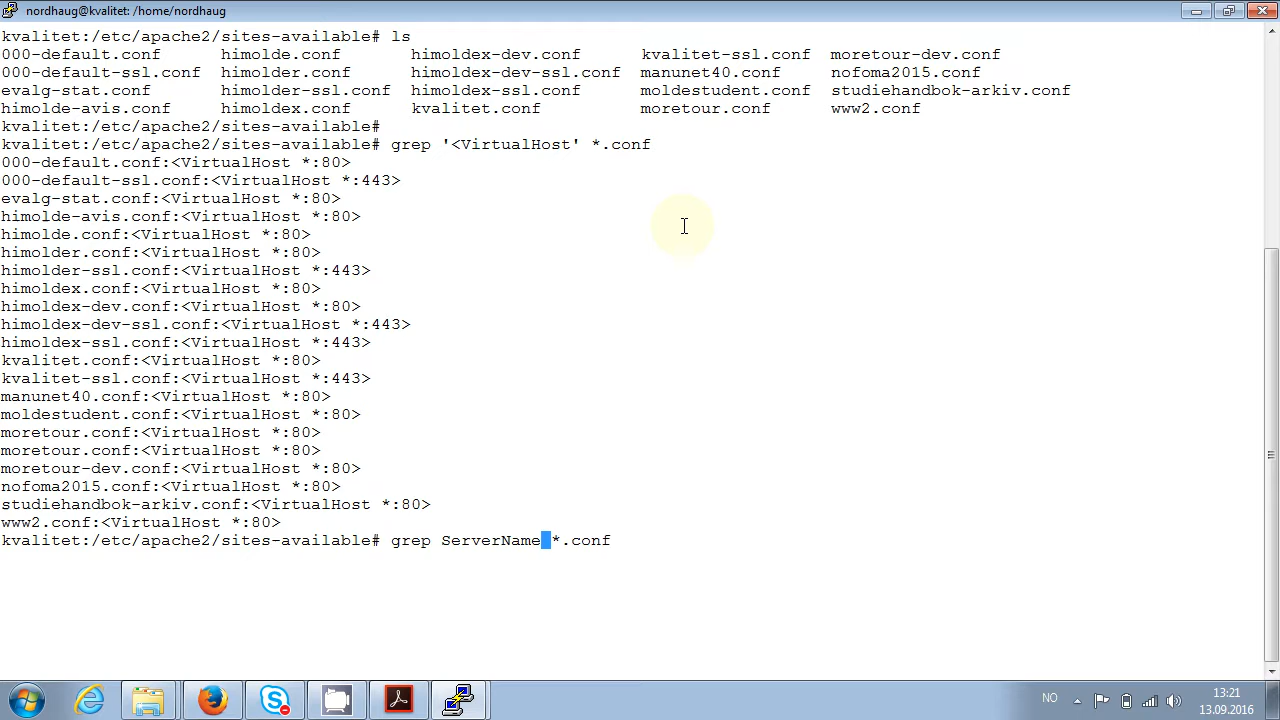 nordhaug@kvalitet: /home/nordhaug
kvalitet:/etc/apache2/sites-available# ls
000-default.conf      himolde.conf       himoldex-dev.conf      kvalitet-ssl.conf  moretour-dev.conf
000-default-ssl.conf  himolder.conf      himoldex-dev-ssl.conf  manunet40.conf     nofoma2015.conf
evalg-stat.conf       himolder-ssl.conf  himoldex-ssl.conf      moldestudent.conf  studiehandbok-arkiv.conf
himolde-avis.conf     himoldex.conf      kvalitet.conf          moretour.conf      www2.conf
kvalitet:/etc/apache2/sites-available#
kvalitet:/etc/apache2/sites-available# grep '<VirtualHost' *.conf
000-default.conf:<VirtualHost *:80>
000-default-ssl.conf:<VirtualHost *:443>
evalg-stat.conf:<VirtualHost *:80>
himolde-avis.conf:<VirtualHost *:80>
himolde.conf:<VirtualHost *:80>
himolder.conf:<VirtualHost *:80>
himolder-ssl.conf:<VirtualHost *:443>
himoldex.conf:<VirtualHost *:80>
himoldex-dev.conf:<VirtualHost *:80>
himoldex-dev-ssl.conf:<VirtualHost *:443>
himoldex-ssl.conf:<VirtualHost *:443>
kvalitet.conf:<VirtualHost *:80>
kvalitet-ssl.conf:<VirtualHost *:443>
manunet40.conf:<VirtualHost *:80>
moldestudent.conf:<VirtualHost *:80>
moretour.conf:<VirtualHost *:80>
moretour.conf:<VirtualHost *:80>
moretour-dev.conf:<VirtualHost *:80>
nofoma2015.conf:<VirtualHost *:80>
studiehandbok-arkiv.conf:<VirtualHost *:80>
www2.conf:<VirtualHost *:80>
kvalitet:/etc/apache2/sites-available# grep ServerName *.conf
NO
13:21
13.09.2016